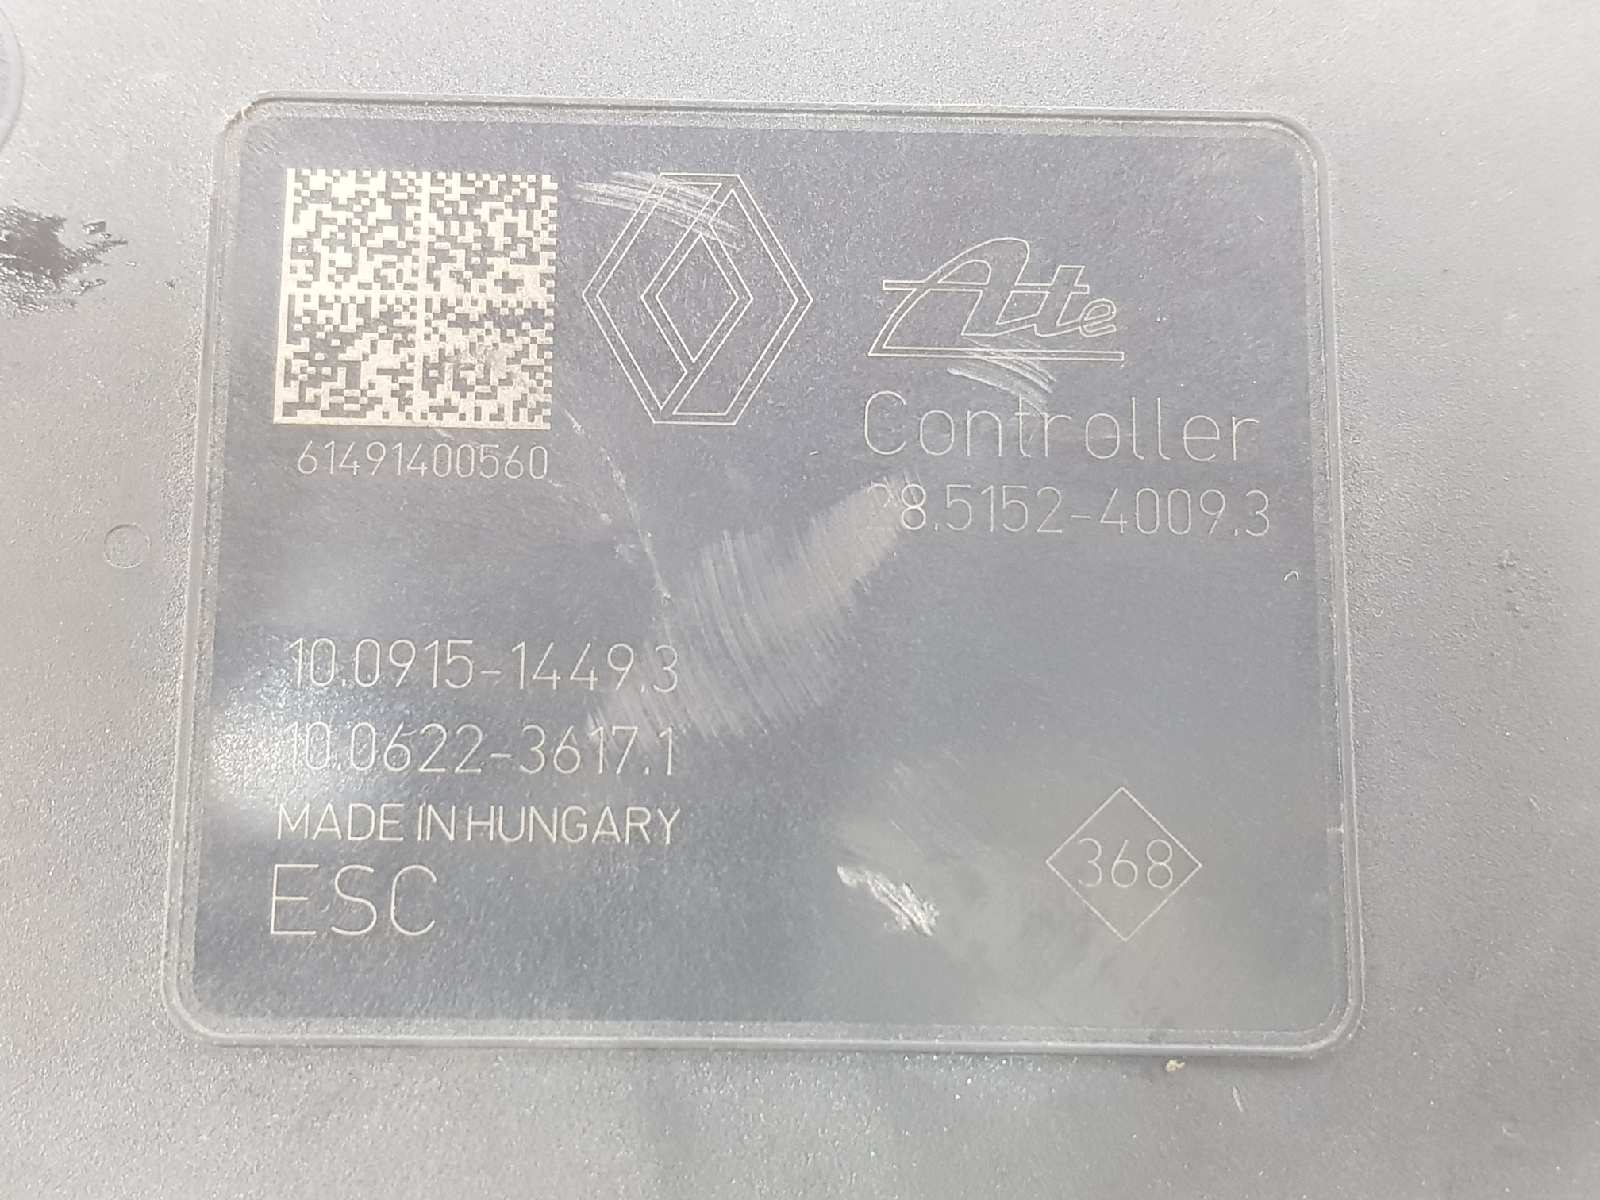 61491400560
Ate
Controller
28.5152-4009.3
10.0915-1449.3
10.0622-3617.1
MADE IN HUNGARY
ESC
368